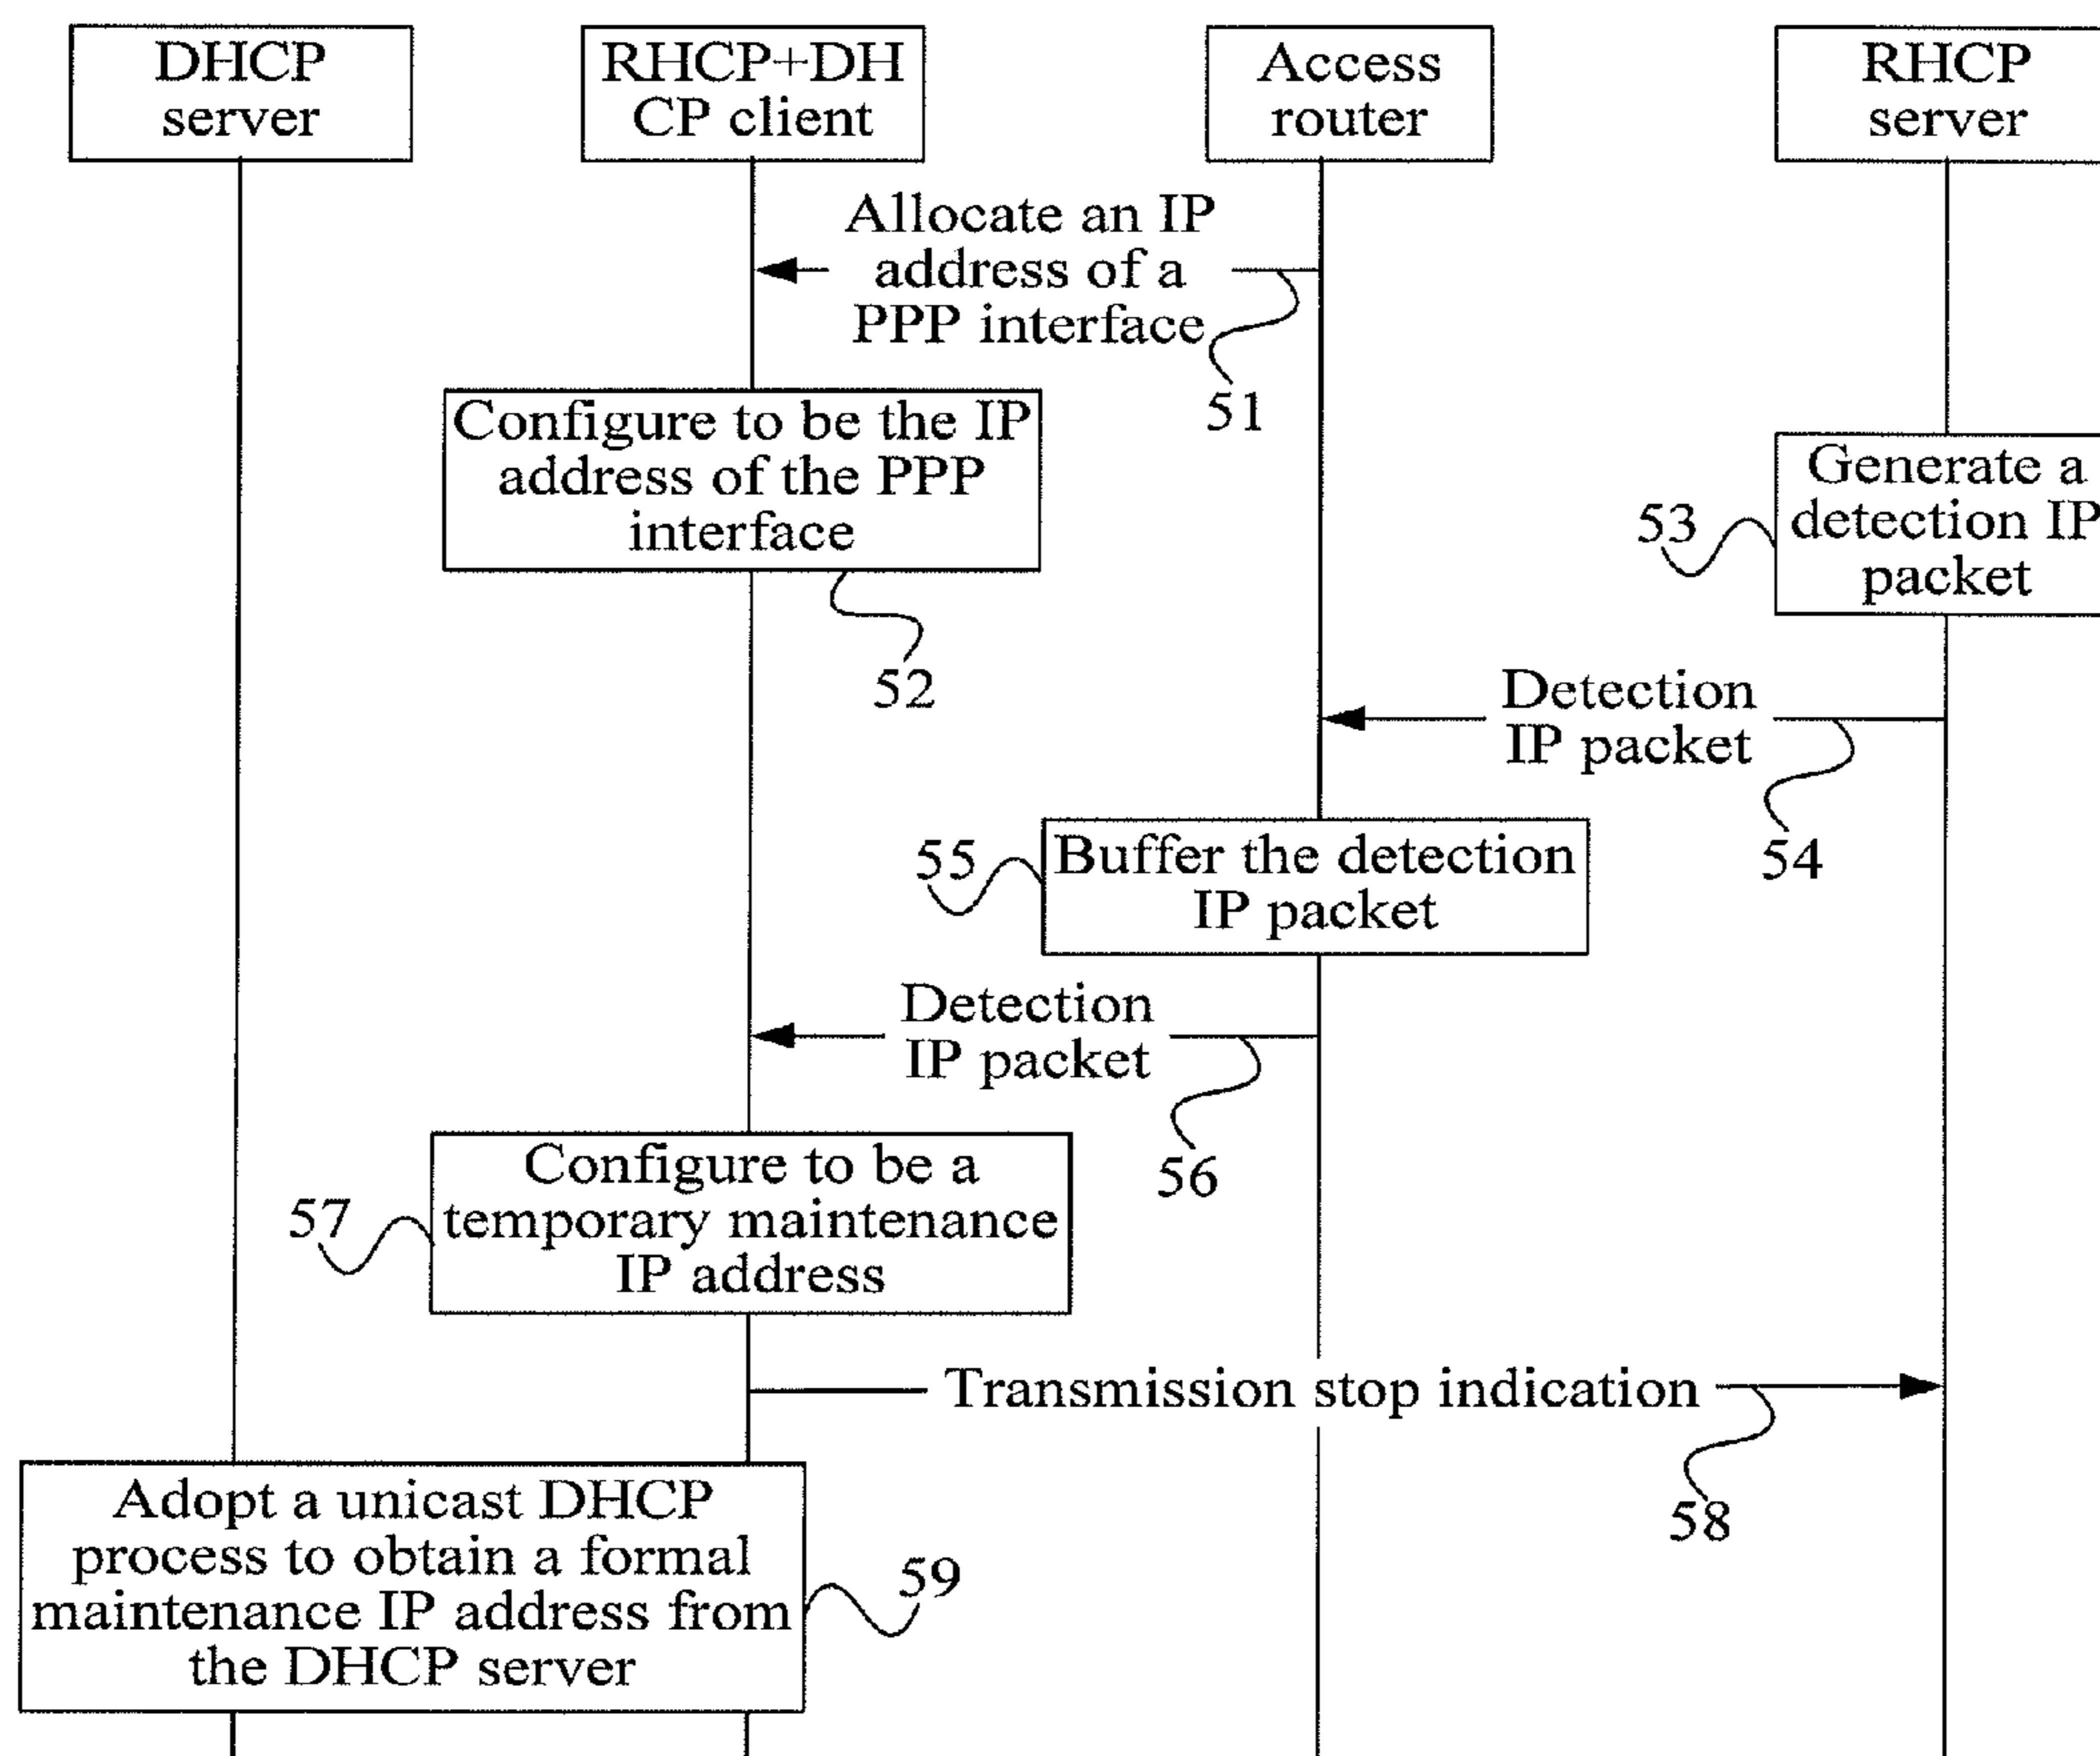 DHCP
server
RHCP+DH
CP client
Access
router
RHCP
server
Allocate an IP
address of a
PPP interface
51
Configure to be the IP
address of the PPP
interface
52
Generate a
detection IP
packet
53
Detection
IP packet
54
Buffer the detection
IP packet
55
Detection
IP packet
56
Configure to be a
temporary maintenance
IP address
57
Transmission stop indication
58
Adopt a unicast DHCP
process to obtain a formal
maintenance IP address from
the DHCP server
59